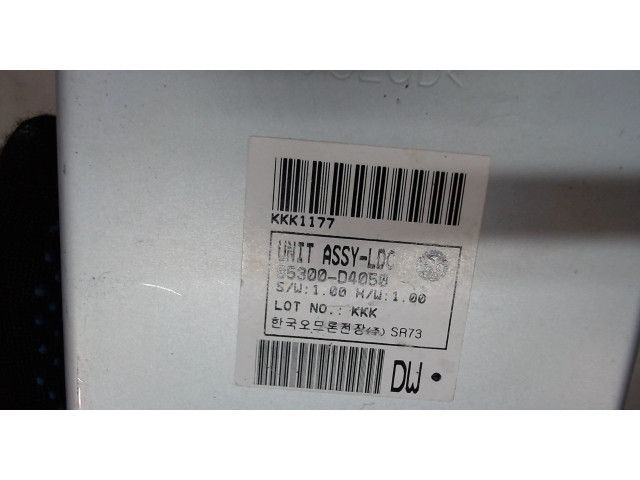 KKK1177
UNIT ASSY-LDC
95300-D4050
S/W:1.00 H/W:1.00
LOT NO.: KKK
한국오므론전장(주) SR73
DW